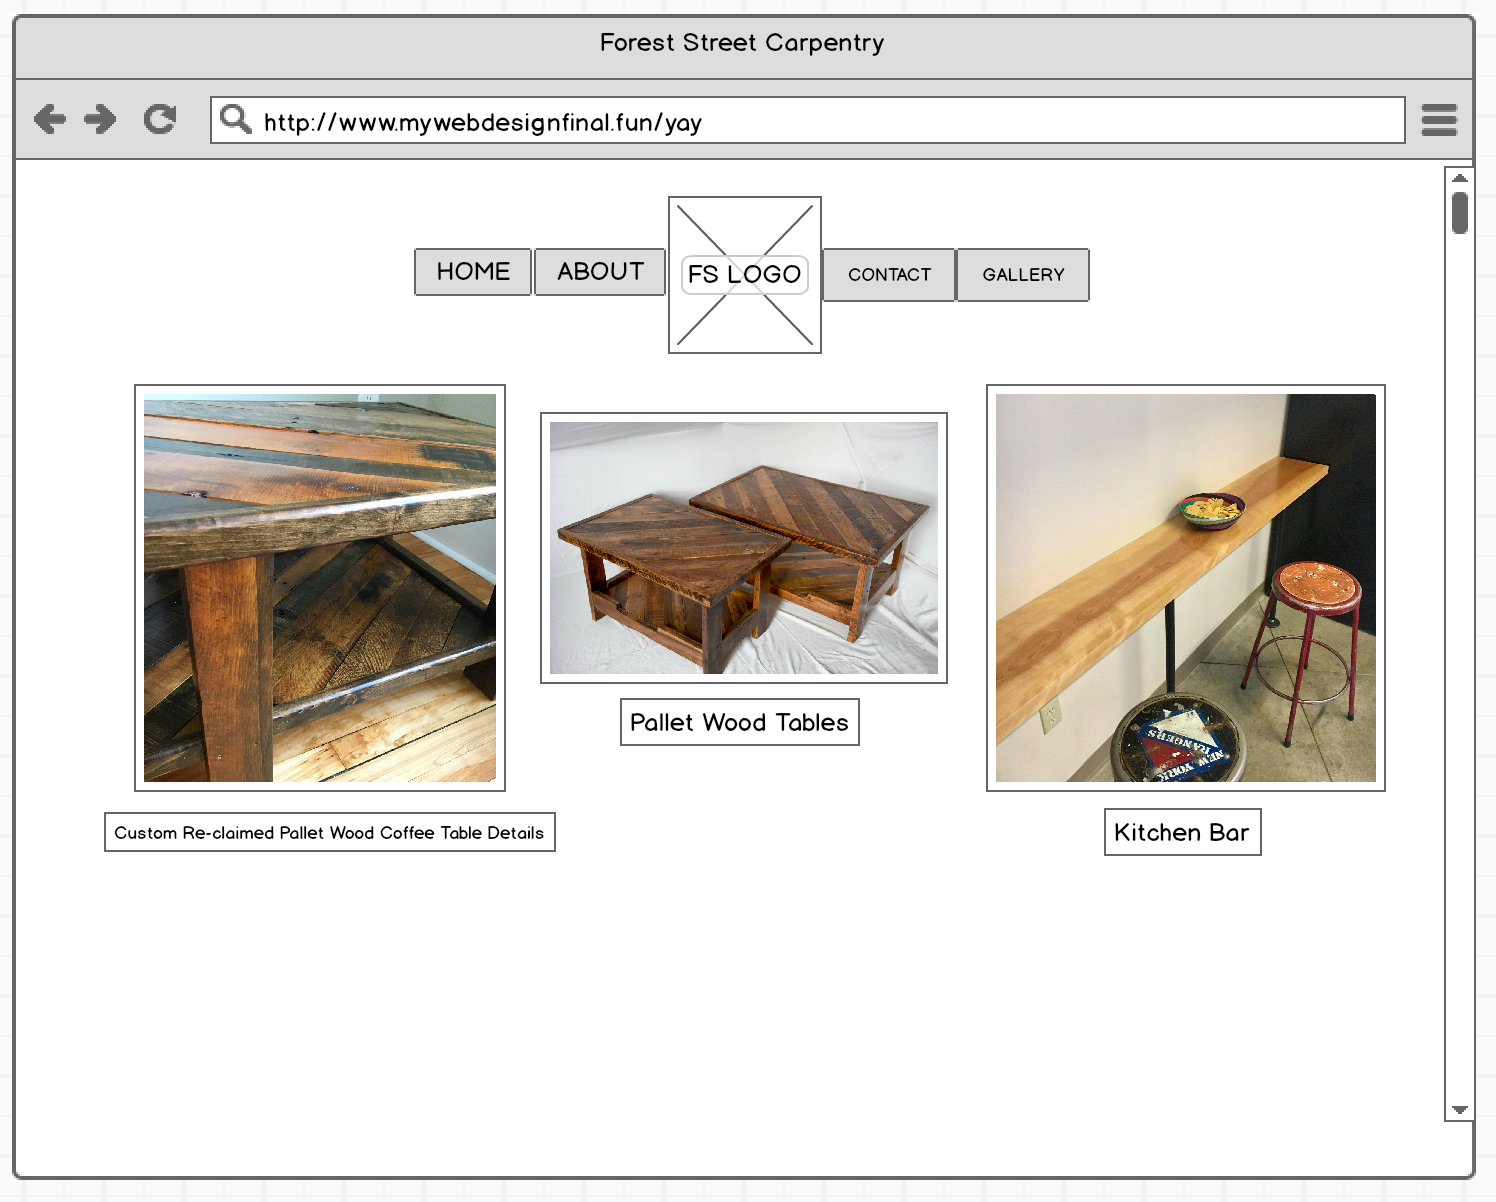 Forest Street Carpentry
http://www.mywebdesignfinal.fun/yay
HOME
ABOUT
FS LOGO
CONTACT
GALLERY
NEW YORK
RANGERS
Custom Re-claimed Pallet Wood Coffee Table Details
Pallet Wood Tables
Kitchen Bar